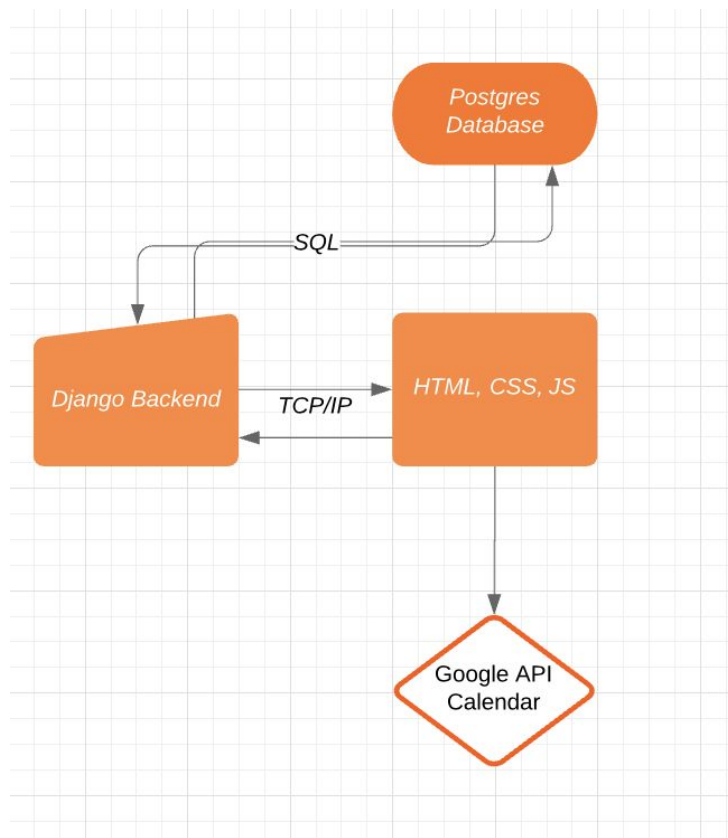 Postgres
Database
SQL
Django Backend
TCP/IP
HTML, CSS, JS
Google API
Calendar